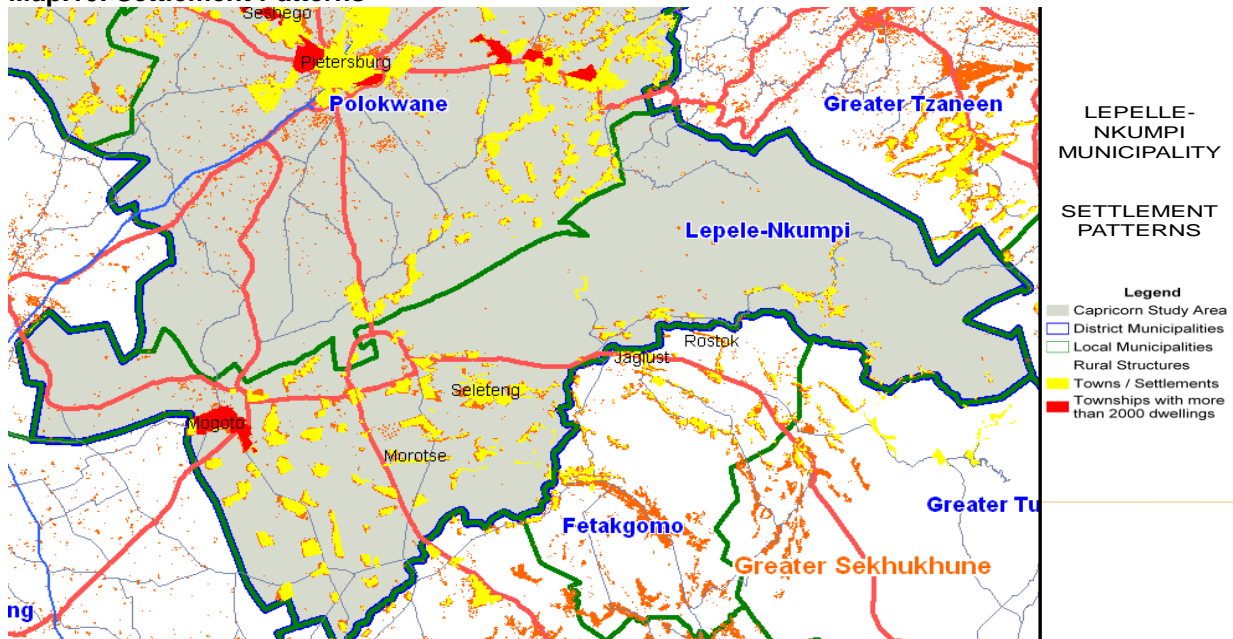 Seshego
Pietersburg
Polokwane
Greater Tzaneen
Lepele-Nkumpi
Rostok
Jaglust
Seleteng
Mogoto
Morotse
Greater Tu
Fetakgomo
Greater Sekhukhune
ng
LEPELLE-
NKUMPI
MUNICIPALITY
SETTLEMENT
PATTERNS
Legend
Capricorn Study Area
District Municipalities
Local Municipalities
Rural Structures
Towns / Settlements
Townships with more
than 2000 dwellings